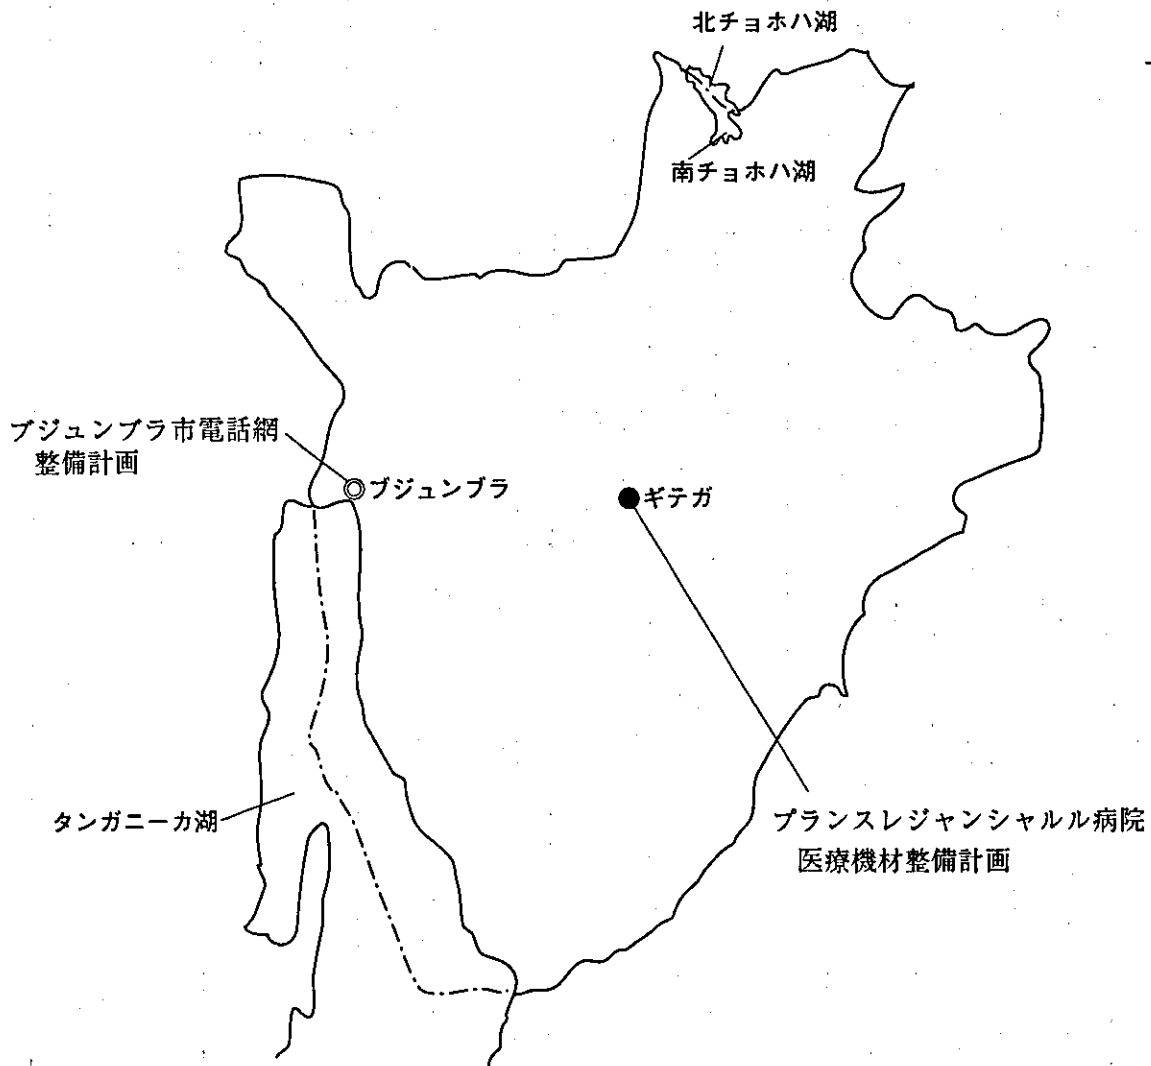 北チョホハ湖
南チョホハ湖
ブジュンブラ市電話網
整備計画
ブジュンブラ
ギテガ
タンガニーカ湖
プランスレジャンシャルル病院
医療機材整備計画